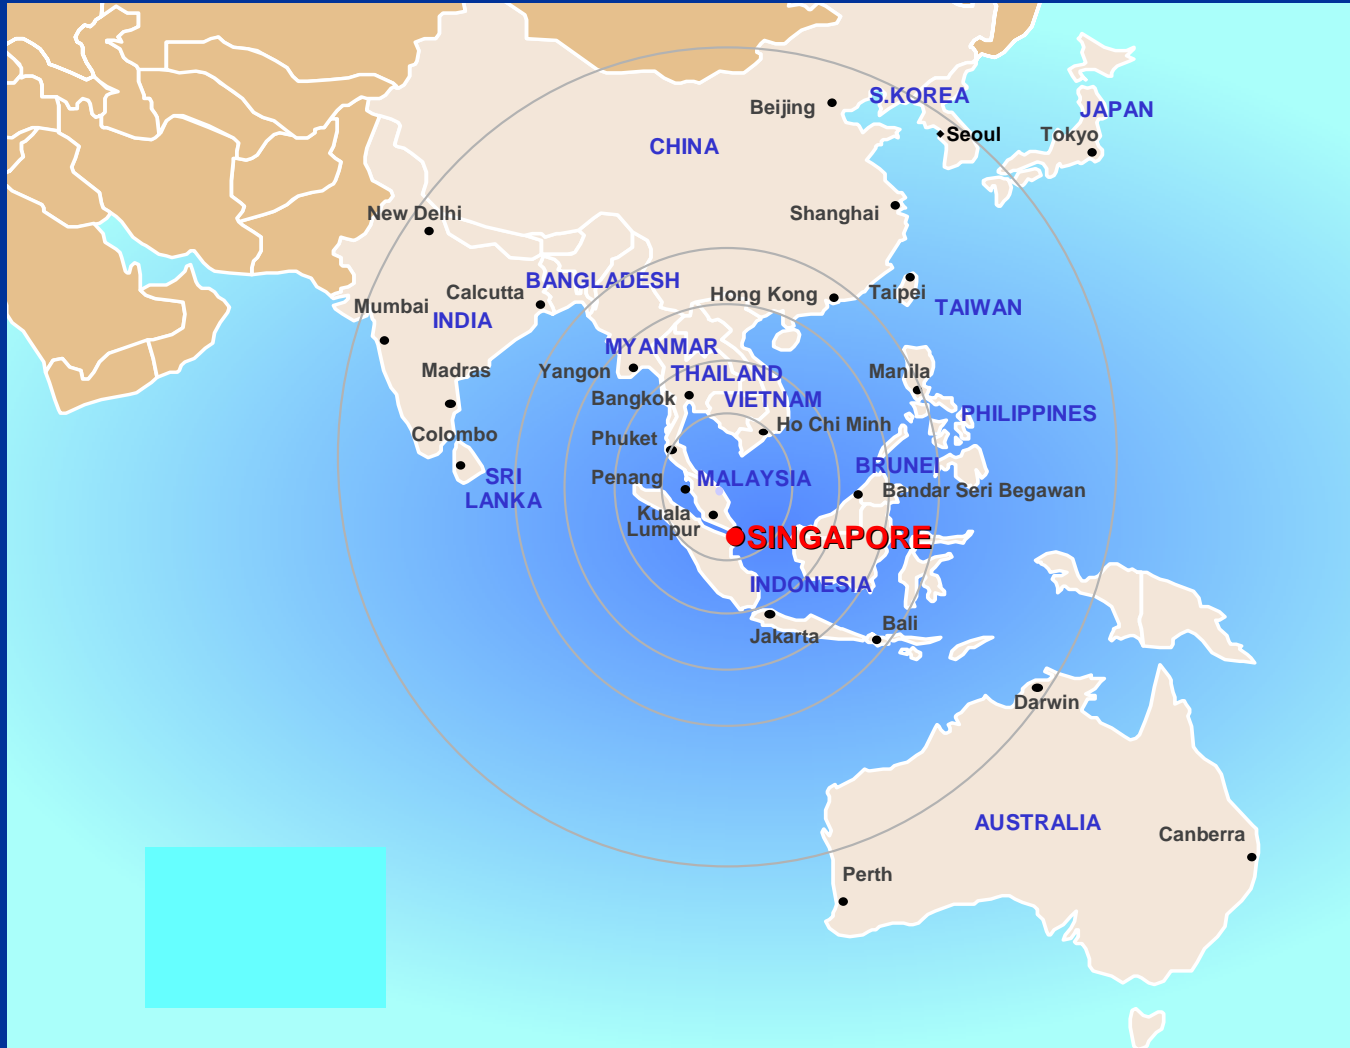 S.KOREA
Beijing
JAPAN
Seoul
Tokyo
CHINA
New Delhi
Shanghai
BANGLADESH
Calcutta
Hong Kong
Taipei
Mumbai
TAIWAN
INDIA
MYANMAR
Madras
Yangon
THAILAND
Manila
Bangkok
VIETNAM
PHILIPPINES
Ho Chi Minh
Colombo
Phuket
BRUNEI
SRI
LANKA
Penang
MALAYSIA
Bandar Seri Begawan
Kuala
Lumpur
SINGAPORE
INDONESIA
Bali
Jakarta
Darwin
AUSTRALIA
Canberra
Perth